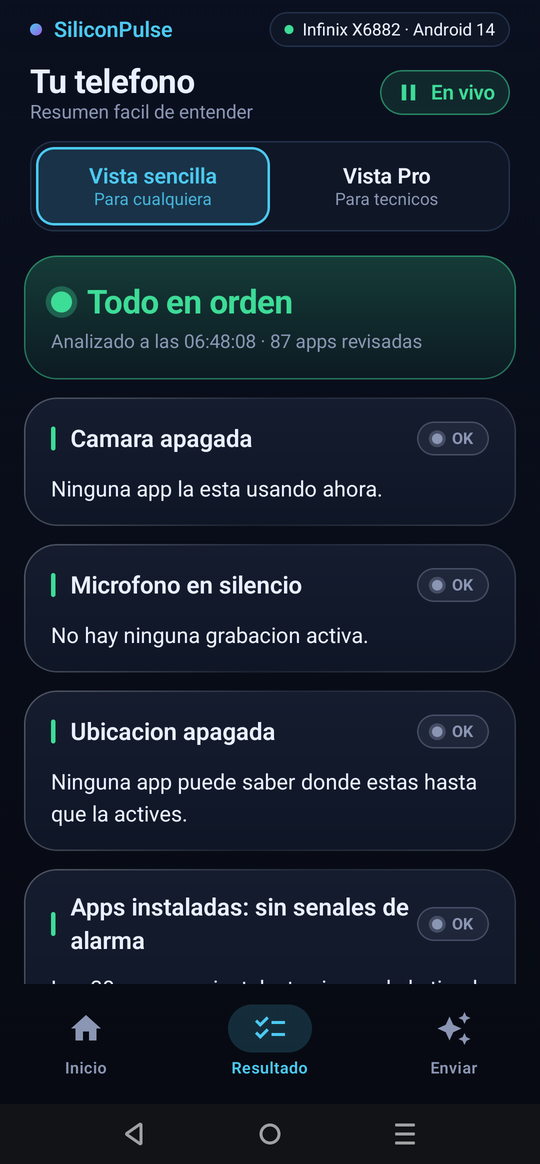 SiliconPulse
Infinix X6882 · Android 14
Tu telefono
Resumen facil de entender
En vivo
Vista sencilla
Para cualquiera
Vista Pro
Para tecnicos
Todo en orden
Analizado a las 06:48:08 · 87 apps revisadas
Camara apagada
OK
Ninguna app la esta usando ahora.
Microfono en silencio
OK
No hay ninguna grabacion activa.
Ubicacion apagada
OK
Ninguna app puede saber donde estas hasta
que la actives.
Apps instaladas: sin senales de
alarma
OK
Inicio
Resultado
Enviar